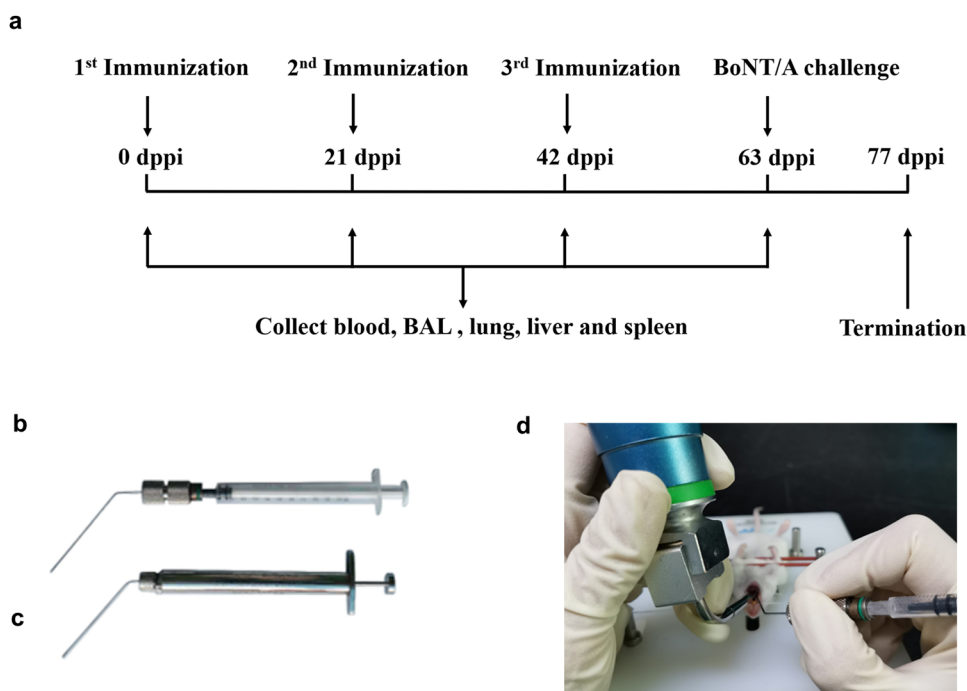 a
1st Immunization 2nd Immunization 3rd Immunization BoNT/A challenge
0 dppi 21 dppi 42 dppi 63 dppi 77 dppi
Collect blood, BAL , lung, liver and spleen Termination
b
d
c